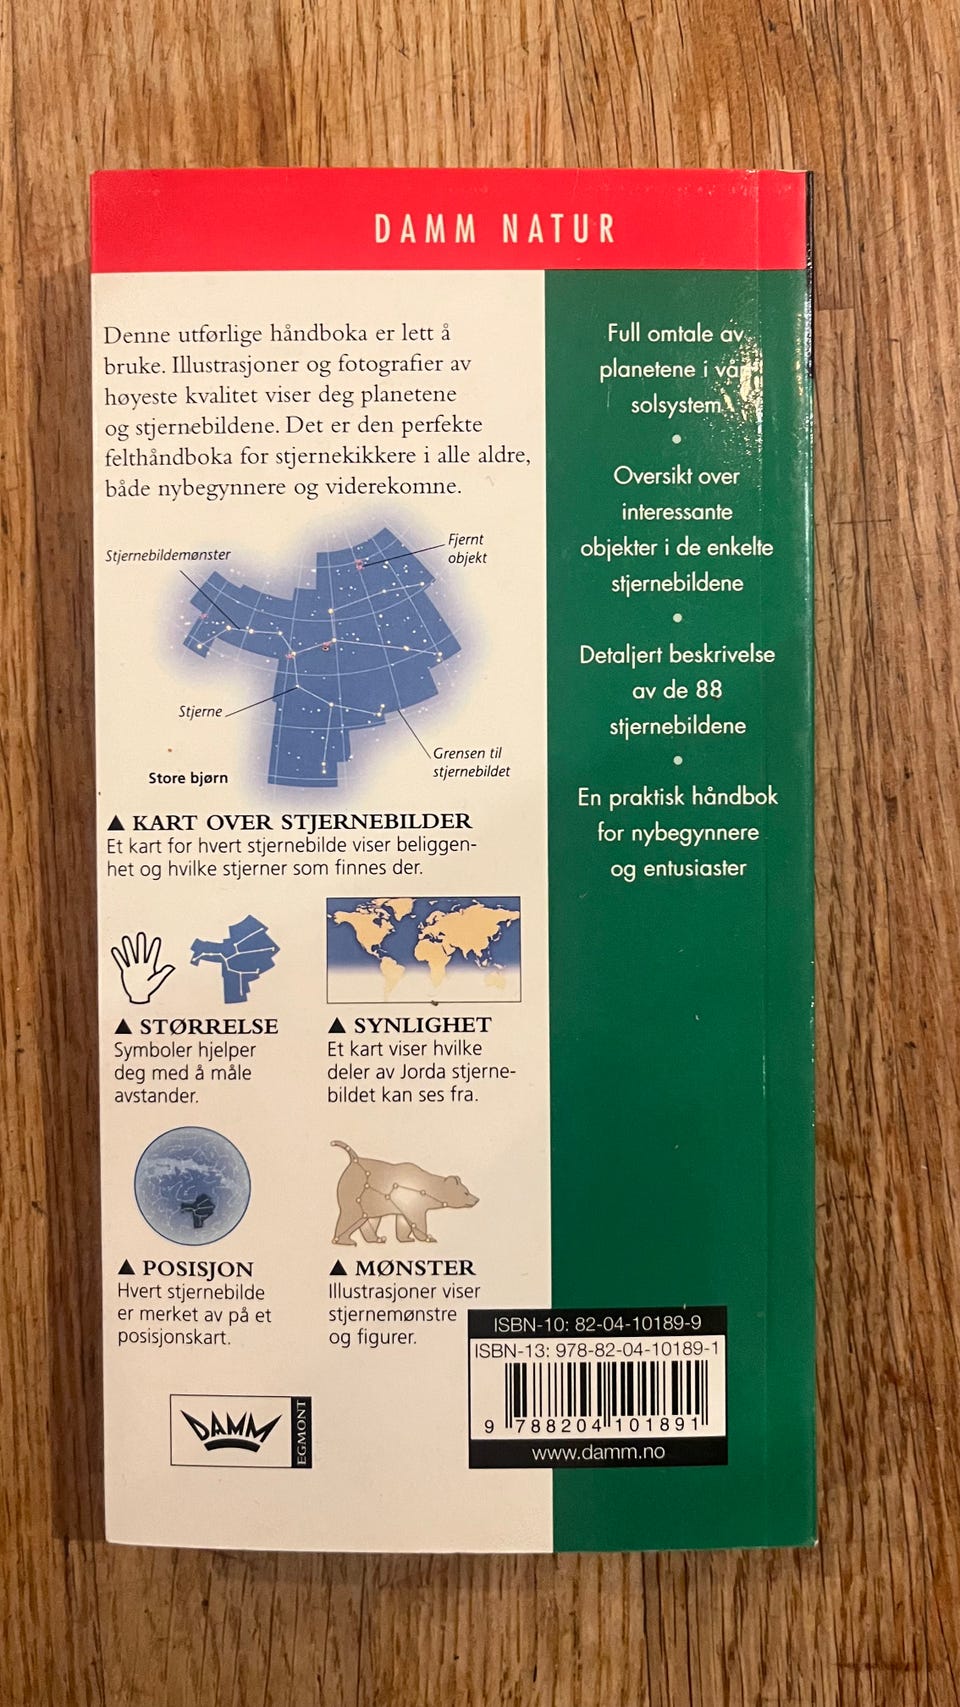 DAMM NATUR
Denne utførlige håndboka er lett å
bruke. Illustrasjoner og fotografier av
høyeste kvalitet viser deg planetene
og stjernebildene. Det er den perfekte
felthåndboka for stjernekikkere i alle aldre,
både nybegynnere og viderekomne.
Stjernebildemønster
Fjernt
objekt
Stjerne
Grensen til
stjernebildet
Store bjørn
▲ KART OVER STJERNEBILDER
Et kart for hvert stjernebilde viser beliggen-
het og hvilke stjerner som finnes der.
▲ STØRRELSE
Symboler hjelper
deg med å måle
avstander.
▲ SYNLIGHET
Et kart viser hvilke
deler av Jorda stjerne-
bildet kan ses fra.
▲ POSISJON
Hvert stjernebilde
er merket av på et
posisjonskart.
▲ MØNSTER
Illustrasjoner viser
stjernemønstre
og figurer.
DAMM
EGMONT
Full omtale av
planetene i vårt
solsystem
•
Oversikt over
interessante
objekter i de enkelte
stjernebildene
•
Detaljert beskrivelse
av de 88
stjernebildene
•
En praktisk håndbok
for nybegynnere
og entusiaster
ISBN-10: 82-04-10189-9
ISBN-13: 978-82-04-10189-1
9 788204 101891
www.damm.no